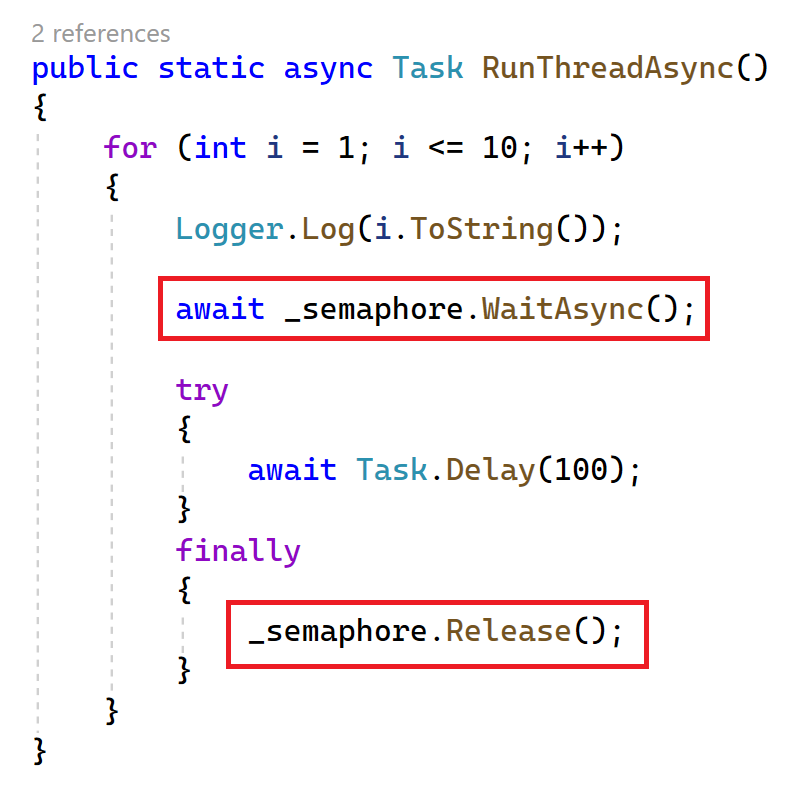 2 references
public static async Task RunThreadAsync()
{
for (int i = 1; i <= 10; i++)
{
Logger.Log(i.ToString());
await _semaphore.WaitAsync();
try
{
await Task.Delay(100);
}
finally
{
_semaphore.Release();
}
}
}